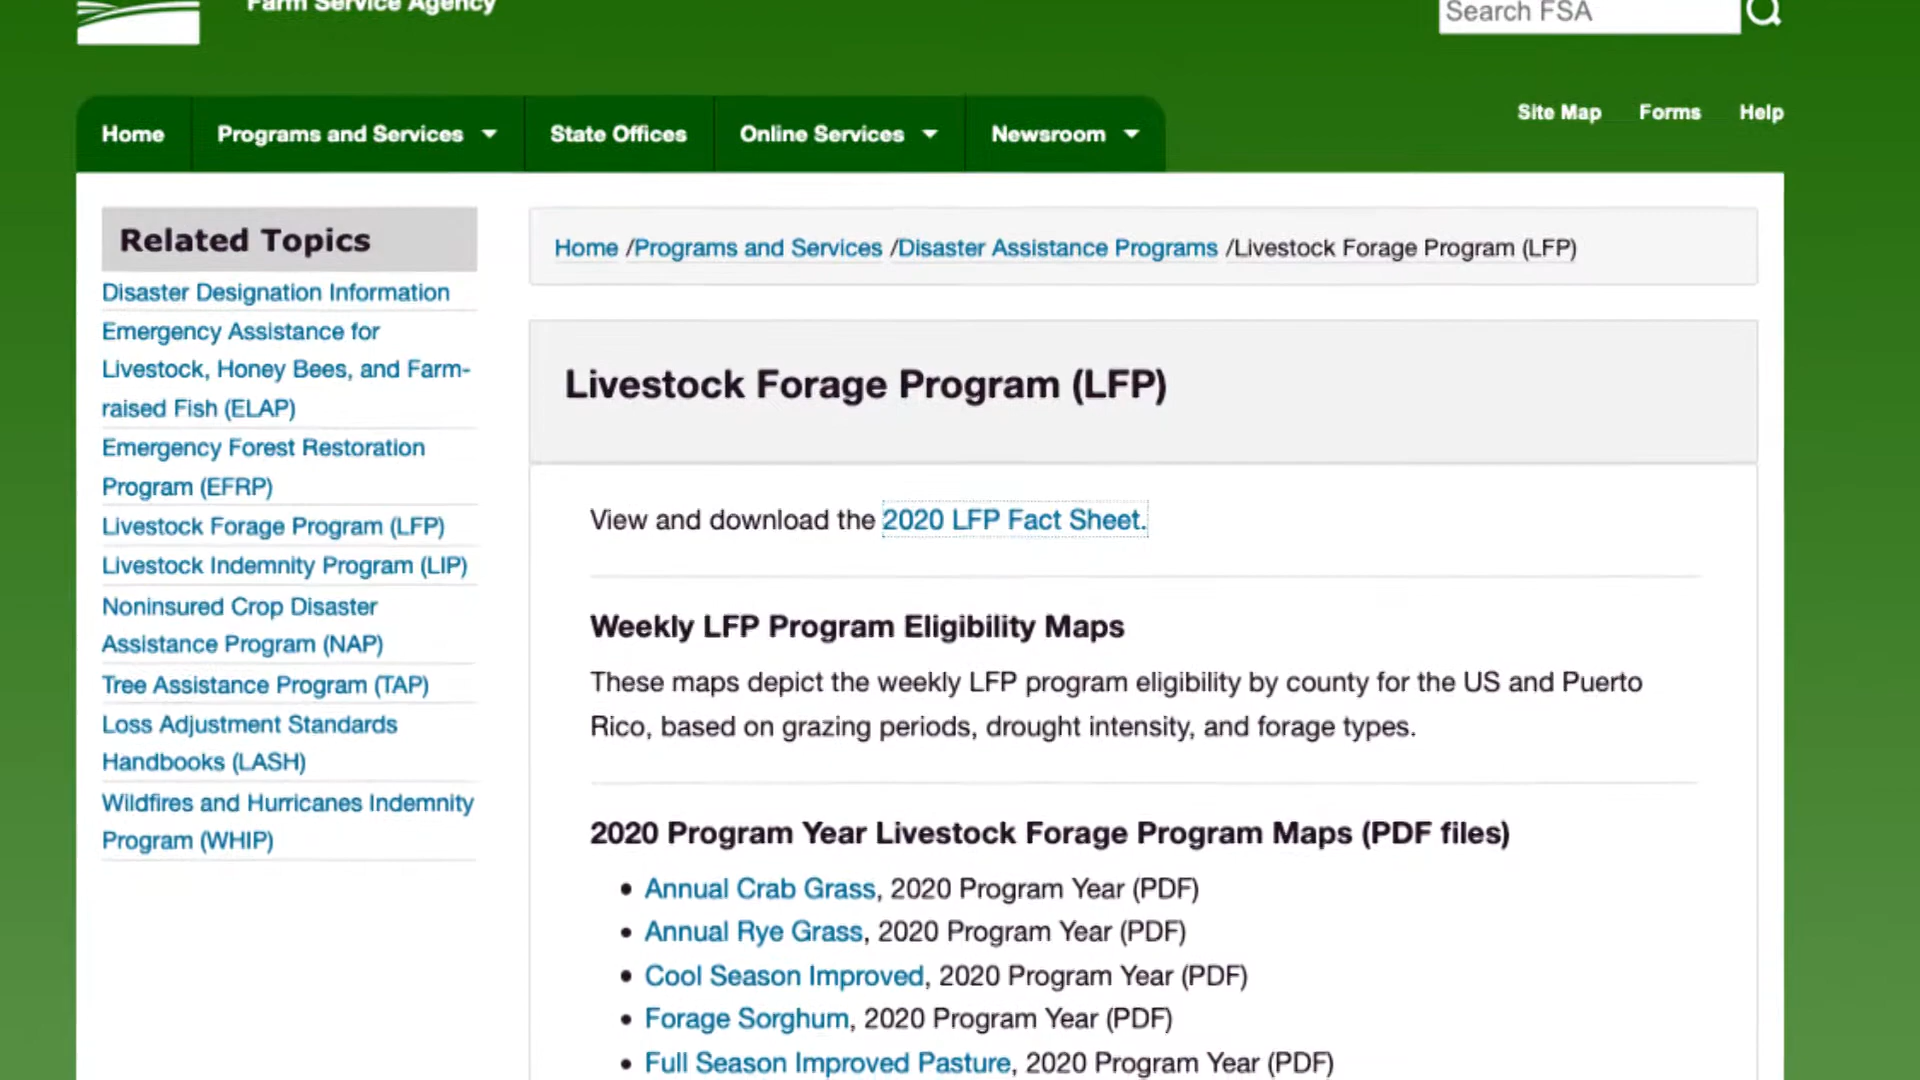 Farm Service Agency
Search FSA
Site Map Forms Help
Home Programs and Services State Offices Online Services Newsroom
Related Topics
Disaster Designation Information
Emergency Assistance for
Livestock, Honey Bees, and Farm-
raised Fish (ELAP)
Emergency Forest Restoration
Program (EFRP)
Livestock Forage Program (LFP)
Livestock Indemnity Program (LIP)
Noninsured Crop Disaster
Assistance Program (NAP)
Tree Assistance Program (TAP)
Loss Adjustment Standards
Handbooks (LASH)
Wildfires and Hurricanes Indemnity
Program (WHIP)
Home /Programs and Services /Disaster Assistance Programs /Livestock Forage Program (LFP)
Livestock Forage Program (LFP)
View and download the 2020 LFP Fact Sheet.
Weekly LFP Program Eligibility Maps
These maps depict the weekly LFP program eligibility by county for the US and Puerto
Rico, based on grazing periods, drought intensity, and forage types.
2020 Program Year Livestock Forage Program Maps (PDF files)
• Annual Crab Grass, 2020 Program Year (PDF)
• Annual Rye Grass, 2020 Program Year (PDF)
• Cool Season Improved, 2020 Program Year (PDF)
• Forage Sorghum, 2020 Program Year (PDF)
• Full Season Improved Pasture, 2020 Program Year (PDF)